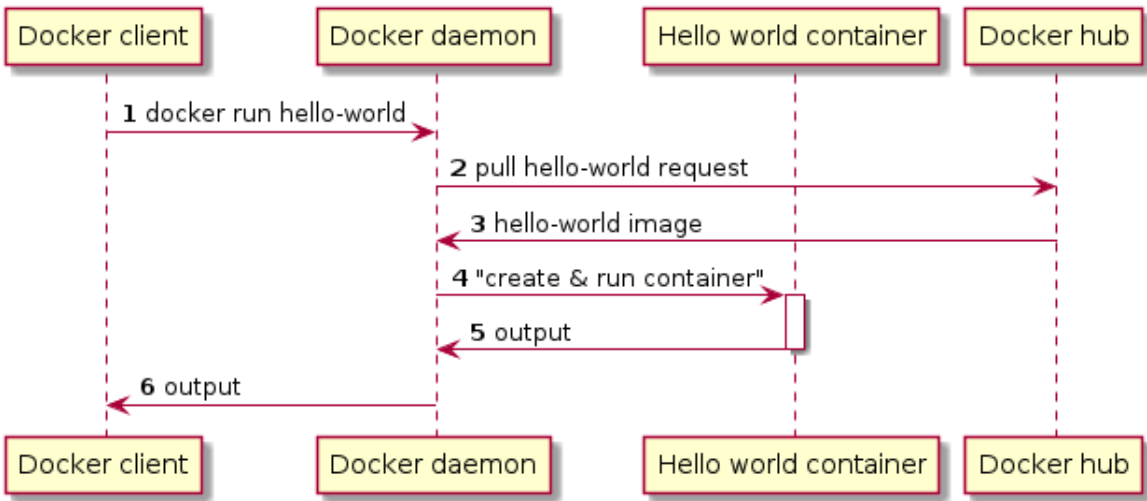 Docker client Docker daemon Hello world container Docker hub
1 docker run hello-world
2 pull hello-world request
3 hello-world image
4 "create & run container"
5 output
6 output
Docker client Docker daemon Hello world container Docker hub